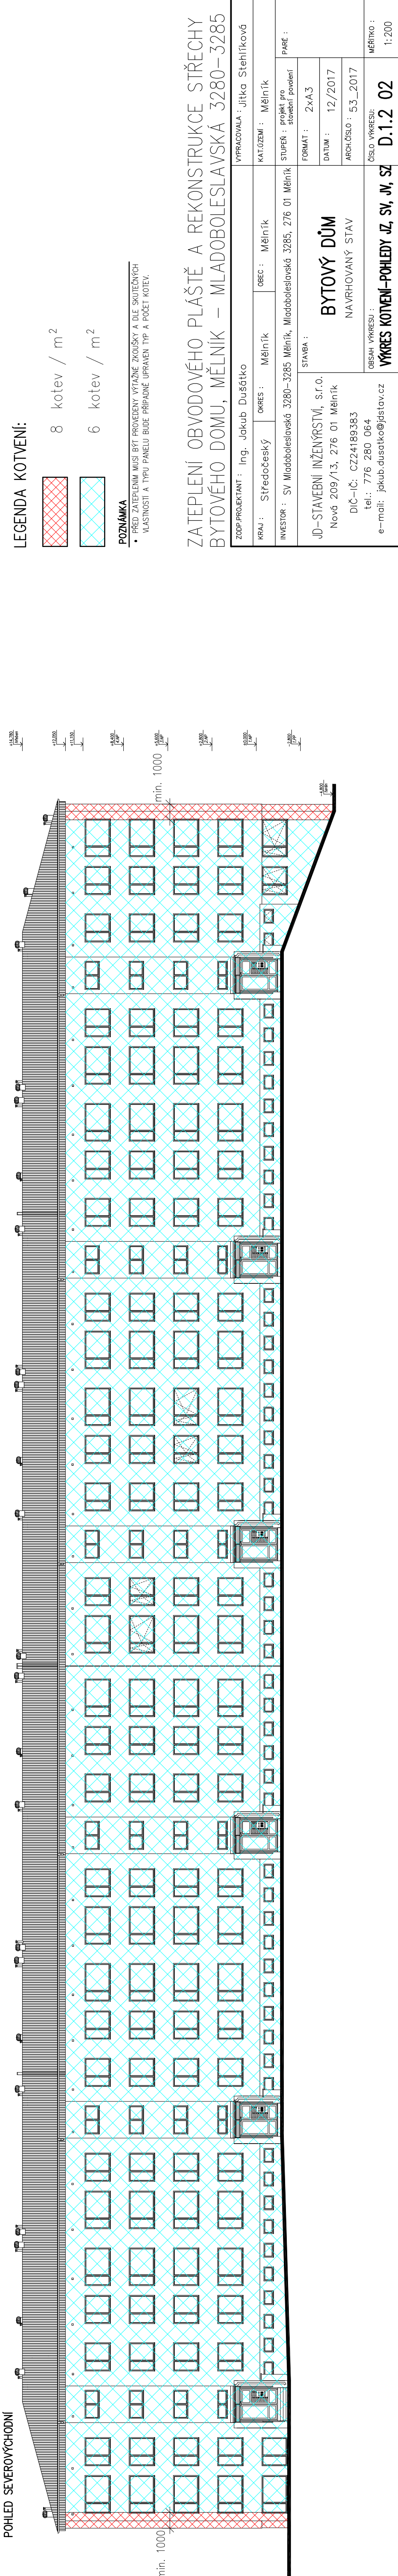 LEGENDA KOTVENÍ:
8 kotev / m²
6 kotev / m²
POZNÁMKA
• PŘED ZATEPLENÍM MUSÍ BÝT PROVEDENY VÝTAŽNÉ ZKOUŠKY A DLE SKUTEČNÝCH
VLASTNOSTÍ A TYPU PANELU BUDE PŘÍPADNĚ UPRAVEN TYP A POČET KOTEV.
ZATEPLENÍ OBVODOVÉHO PLÁŠTĚ A REKONSTRUKCE STŘECHY
BYTOVÉHO DOMU, MĚLNÍK – MLADOBOLESLAVSKÁ 3280–3285
ZODP.PROJEKTANT : Ing. Jakub Dušátko
VYPRACOVALA : Jitka Stehlíková
KRAJ : Středočeský
OKRES : Mělník
OBEC : Mělník
KAT.ÚZEMÍ : Mělník
INVESTOR : SV Mladoboleslavská 3280-3285 Mělník, Mladoboleslavská 3285, 276 01 Mělník
STUPEŇ : projekt pro
stavební povolení
PARÉ :
JD-STAVEBNÍ INŽENÝRSTVÍ, s.r.o.
Nová 209/13, 276 01 Mělník
DIČ-IČ: CZ24189383
tel.: 776 280 064
e-mail: jakub.dusatko@jdstav.cz
STAVBA :
BYTOVÝ DŮM
NAVRHOVANÝ STAV
FORMÁT : 2xA3
DATUM : 12/2017
ARCH.ČÍSLO : 53_2017
OBSAH VÝKRESU :
VÝKRES KOTVENÍ-POHLEDY JZ, SV, JV, SZ
ČÍSLO VÝKRESU:
D.1.2 02
MĚŘÍTKO :
1:200
POHLED SEVEROVÝCHODNÍ
min. 1000
min. 1000